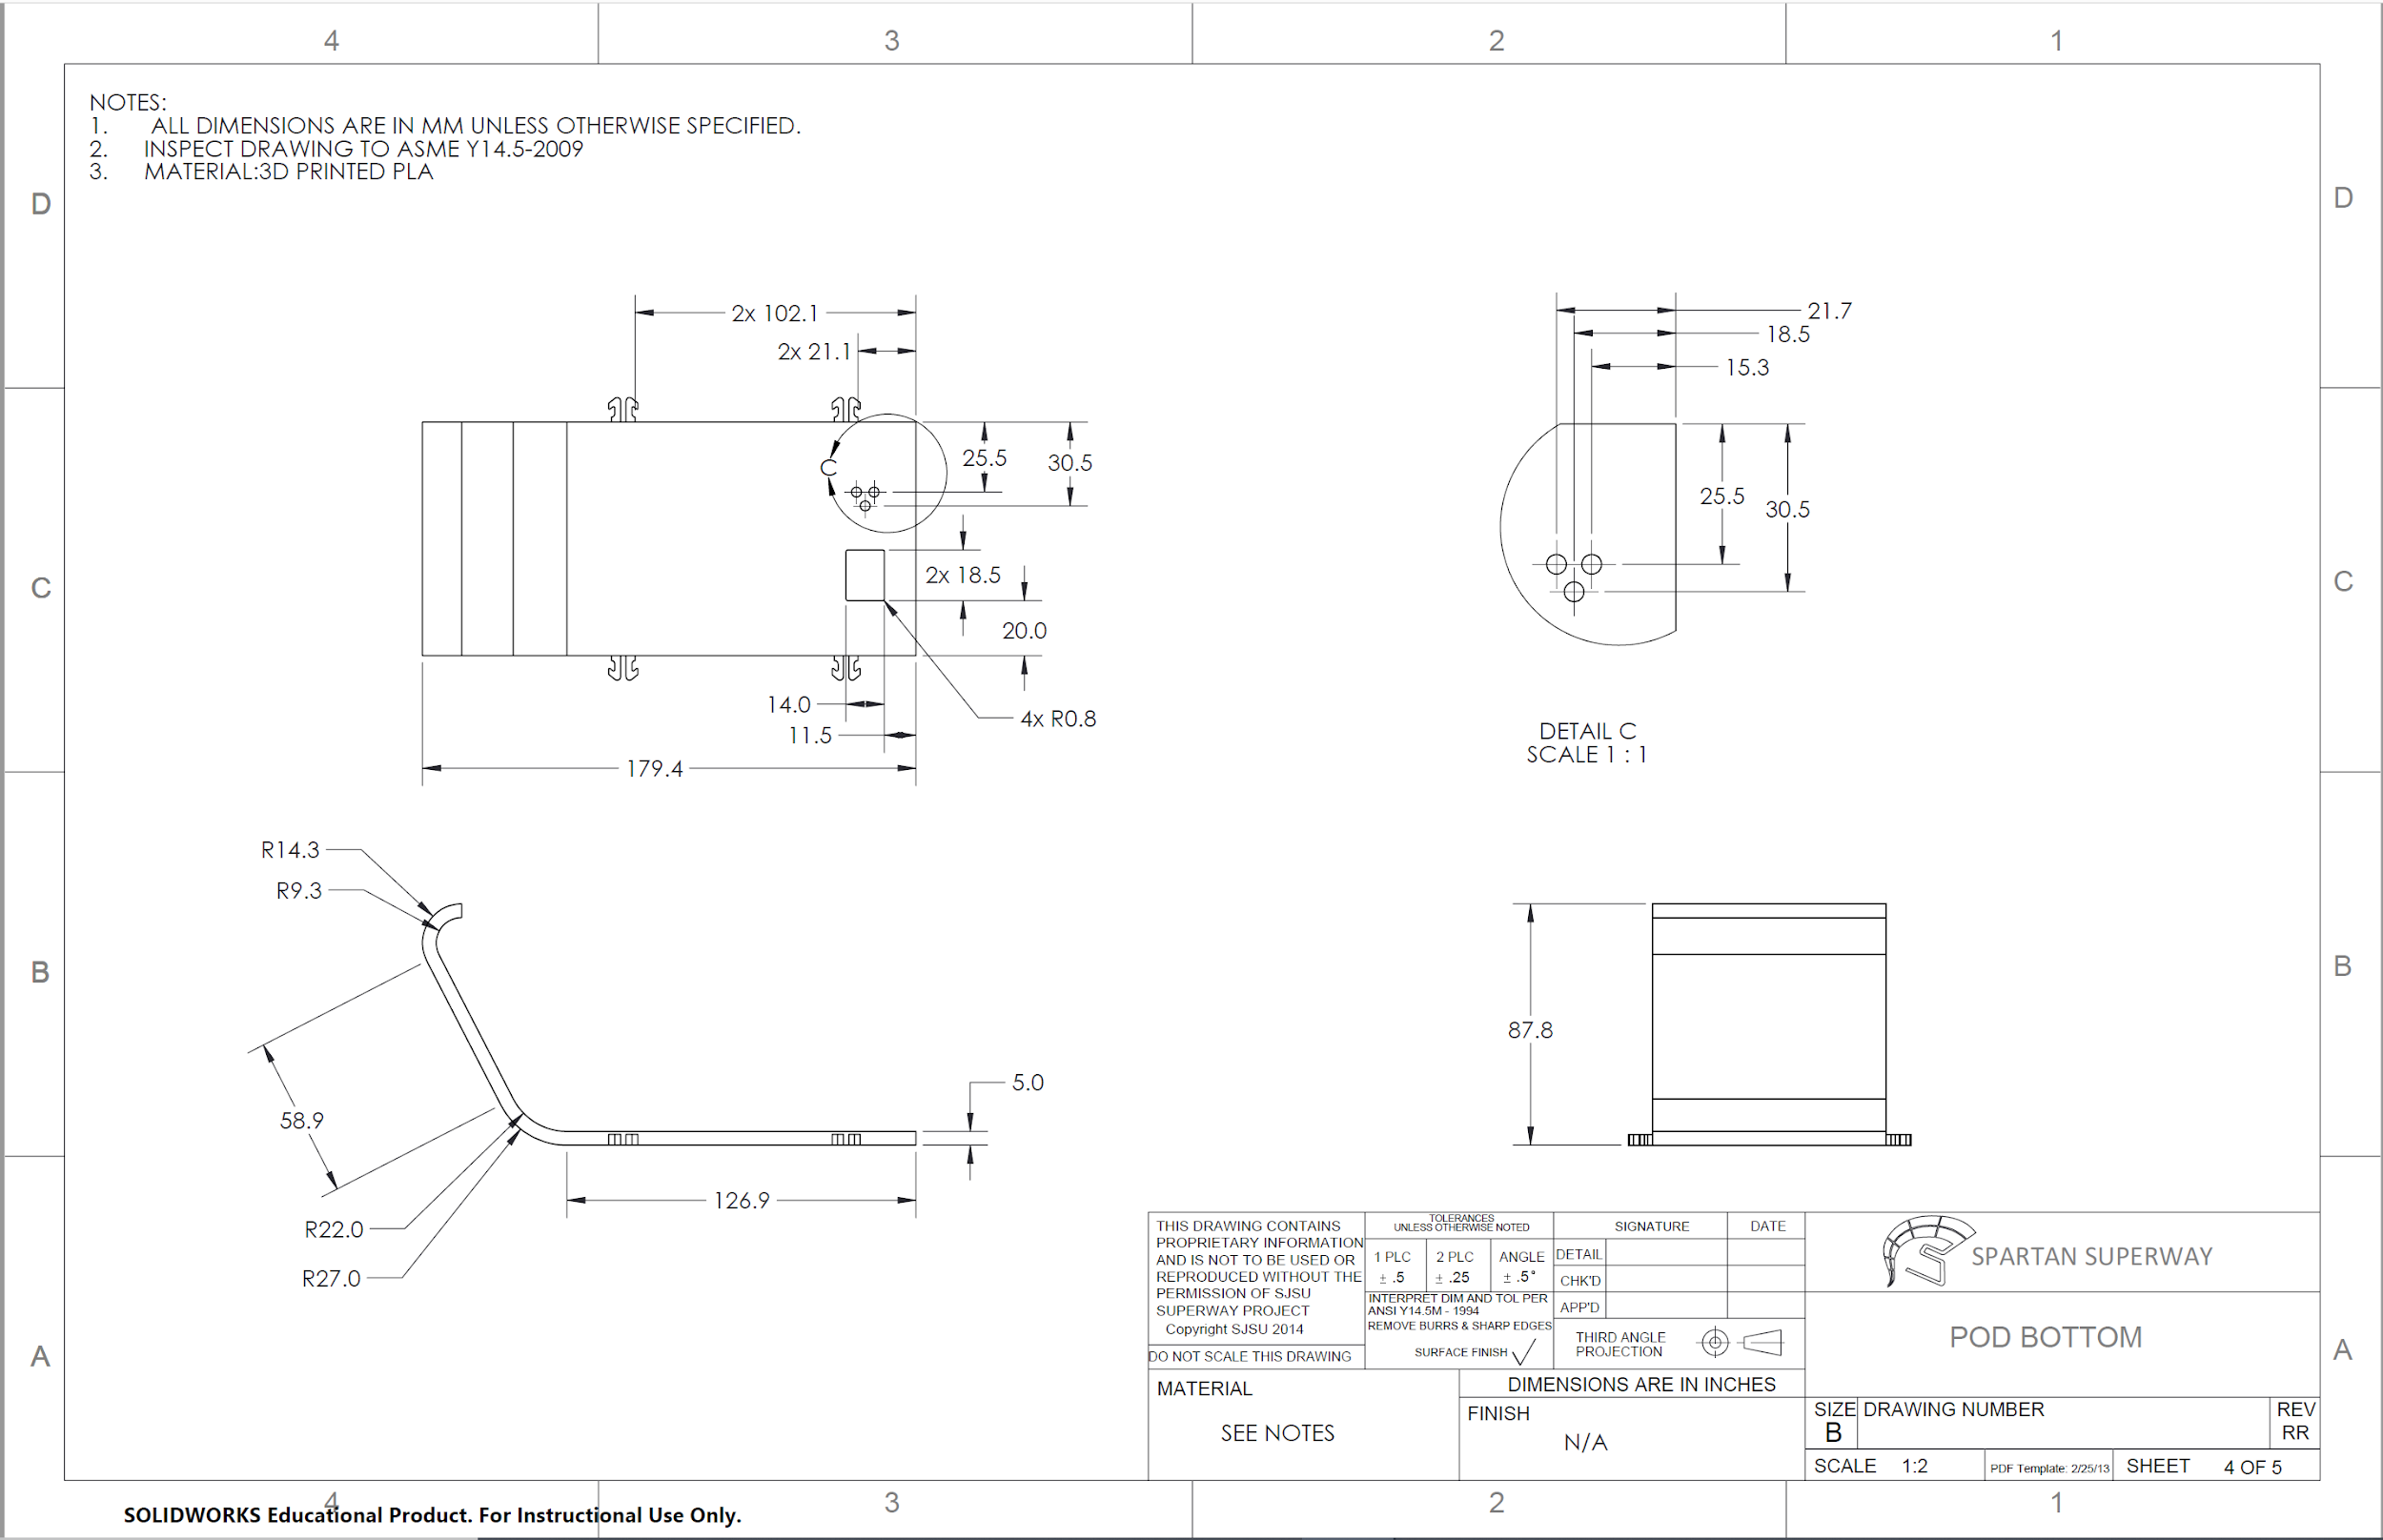 4 3 2 1
NOTES:
1. ALL DIMENSIONS ARE IN MM UNLESS OTHERWISE SPECIFIED.
2. INSPECT DRAWING TO ASME Y14.5-2009
3. MATERIAL:3D PRINTED PLA
D D
2x 102.1
2x 21.1
C
25.5
30.5
2x 18.5
20.0
14.0
11.5
4x R0.8
179.4
21.7
18.5
15.3
25.5
30.5
DETAIL C
SCALE 1 : 1
C C
R14.3
R9.3
58.9
R22.0
R27.0
5.0
126.9
87.8
B B
A A
THIS DRAWING CONTAINS
PROPRIETARY INFORMATION
AND IS NOT TO BE USED OR
REPRODUCED WITHOUT THE
PERMISSION OF SJSU
SUPERWAY PROJECT
Copyright SJSU 2014
DO NOT SCALE THIS DRAWING
TOLERANCES
UNLESS OTHERWISE NOTED
1 PLC 2 PLC ANGLE
± .5 ± .25 ± .5°
INTERPRET DIM AND TOL PER
ANSI Y14.5M - 1994
REMOVE BURRS & SHARP EDGES
SURFACE FINISH
SIGNATURE DATE
DETAIL
CHK'D
APP'D
THIRD ANGLE
PROJECTION
MATERIAL
SEE NOTES
DIMENSIONS ARE IN INCHES
FINISH
N/A
SPARTAN SUPERWAY
POD BOTTOM
SIZE DRAWING NUMBER REV
B RR
SCALE 1:2 PDF Template: 2/25/13 SHEET 4 OF 5
4 3 2 1
SOLIDWORKS Educational Product. For Instructional Use Only.